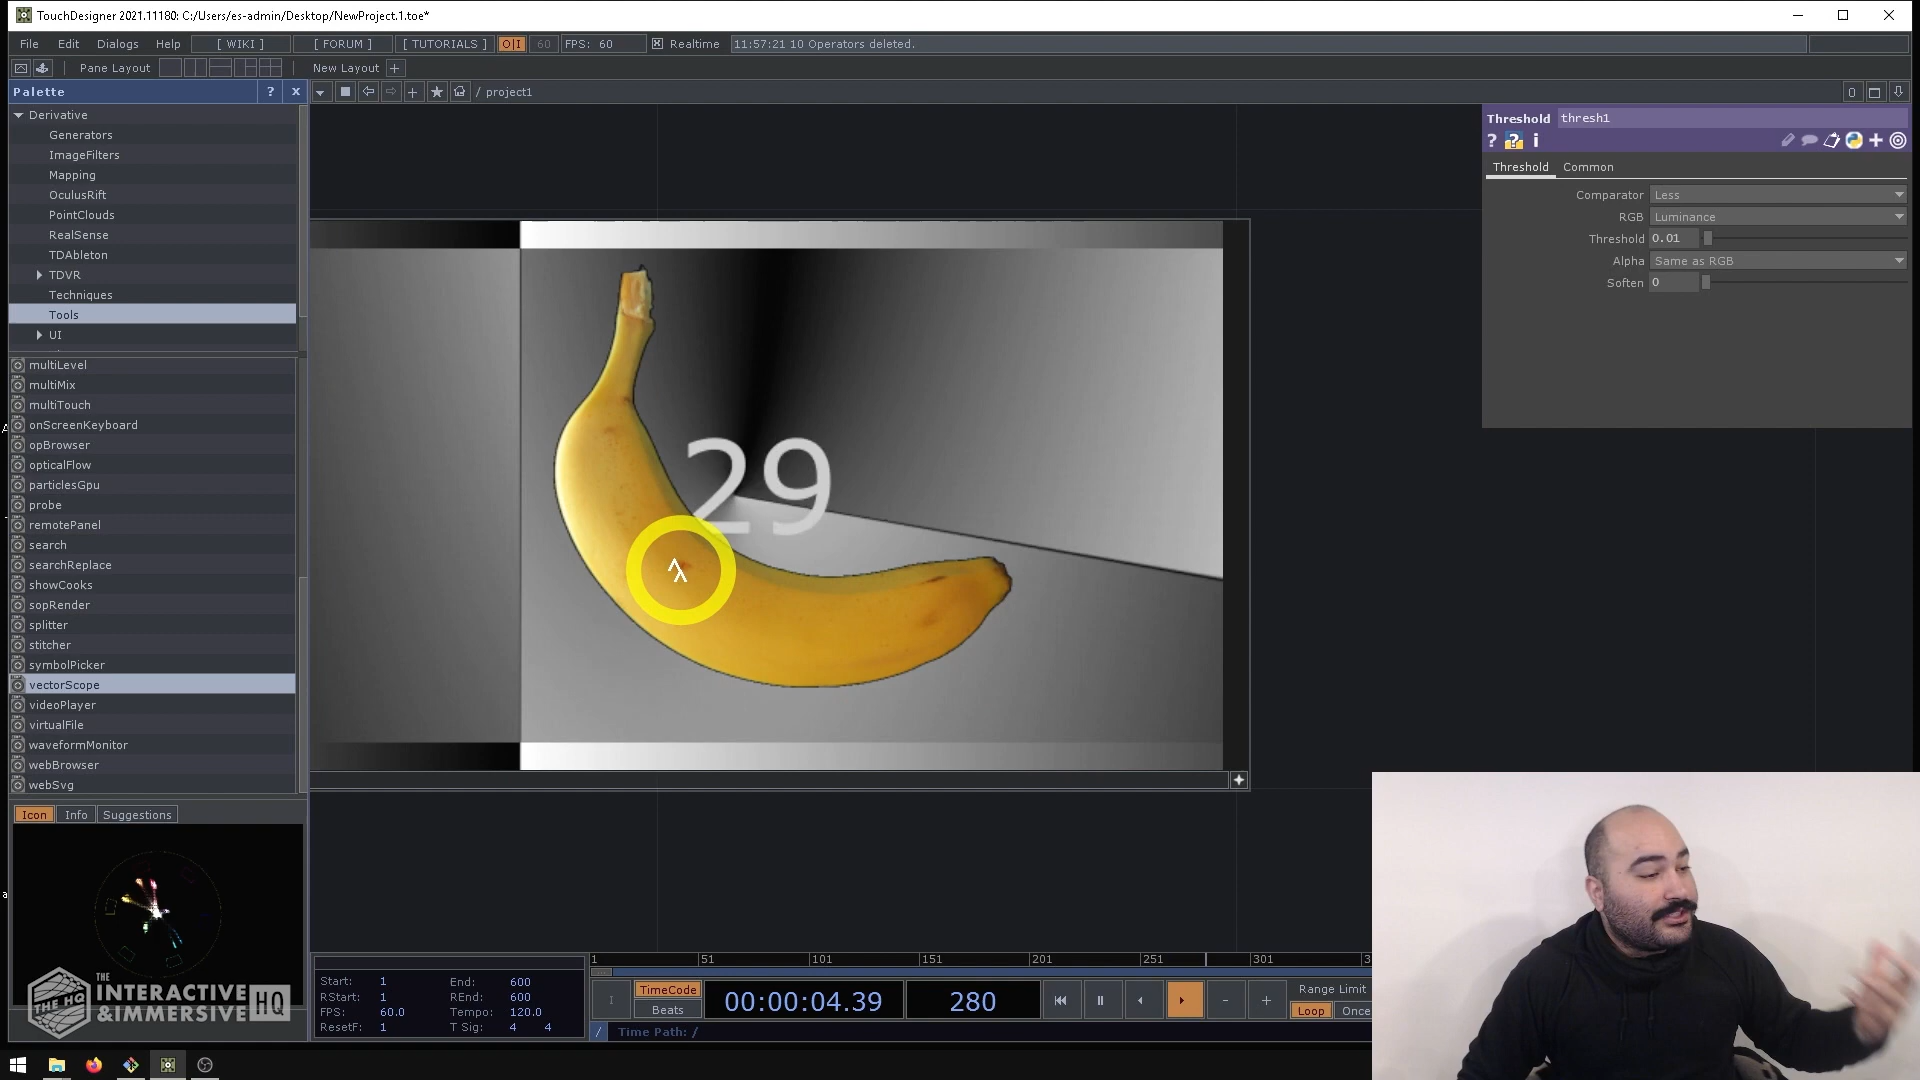 TouchDesigner 2021.11180: C:/Users/es-admin/Desktop/NewProject.1.toe*
File Edit Dialogs Help [ WIKI ] [ FORUM ] [ TUTORIALS ] O|I 60 FPS: 60 Realtime 11:57:21 10 Operators deleted.
Pane Layout New Layout +
Palette ? x / project1 0
Derivative
Generators
ImageFilters
Mapping
OculusRift
PointClouds
RealSense
TDAbleton
TDVR
Techniques
Tools
UI
multiLevel
multiMix
multiTouch
onScreenKeyboard
opBrowser
opticalFlow
particlesGpu
probe
remotePanel
search
searchReplace
showCooks
sopRender
splitter
stitcher
symbolPicker
vectorScope
videoPlayer
virtualFile
waveformMonitor
webBrowser
webSvg
Icon Info Suggestions
THE HQ
THE
INTERACTIVE
&IMMERSIVE HQ
29
Threshold thresh1
? ? i
Threshold Common
Comparator Less
RGB Luminance
Threshold 0.01
Alpha Same as RGB
Soften 0
1 51 101 151 201 251 301 3
Start: 1 End: 600
RStart: 1 REnd: 600
FPS: 60.0 Tempo: 120.0
ResetF: 1 T Sig: 4 4
TimeCode
Beats
00:00:04.39 280
- +
Range Limit
Loop Once
/ Time Path: /